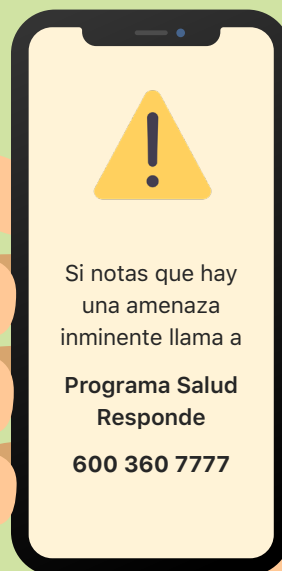 Si notas que hay
una amenaza
inminente llama a
Programa Salud
Responde
600 360 7777